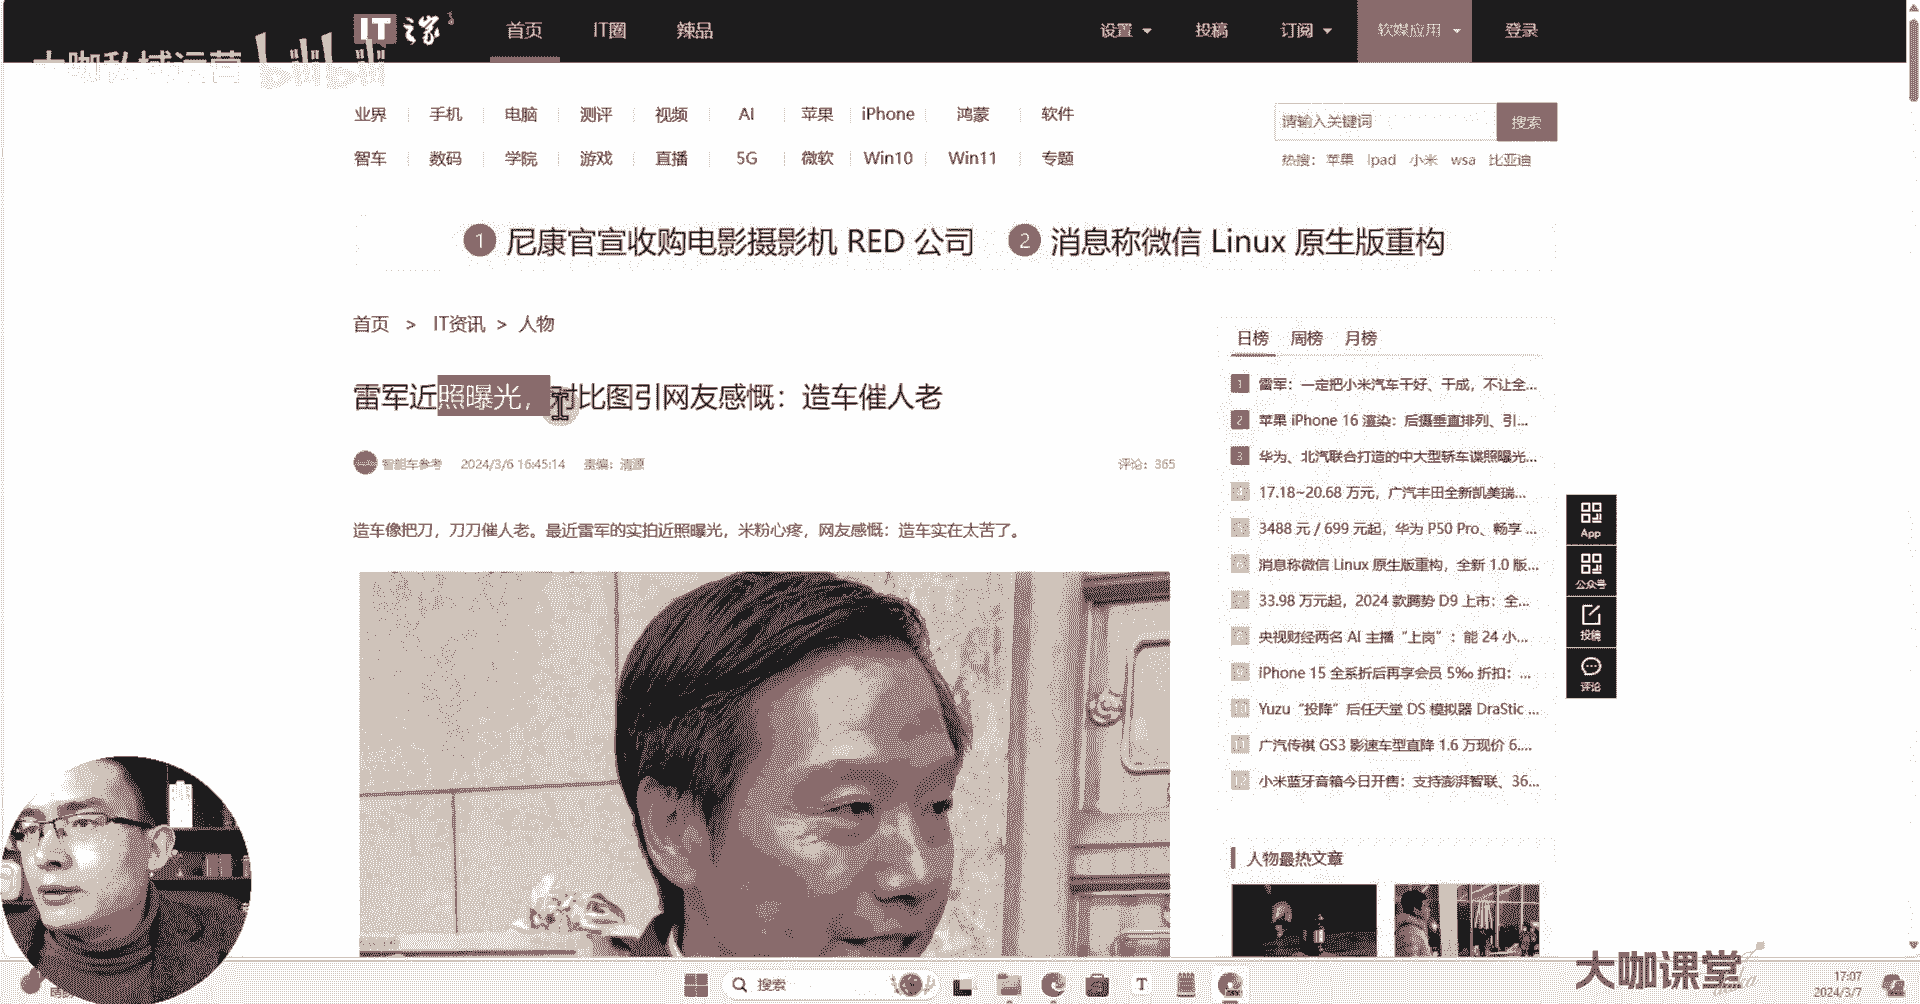 IT之家
首页 IT圈 辣品 设置 投稿 订阅 软媒应用 登录
大咖私域运营 bilibili
业界 手机 电脑 测评 视频 AI 苹果 iPhone 鸿蒙 软件
请输入关键词 搜索
智车 数码 学院 游戏 直播 5G 微软 Win10 Win11 专题
热搜： 苹果 Ipad 小米 wsa 比亚迪
1 尼康官宣收购电影摄影机 RED 公司 2 消息称微信 Linux 原生版重构
首页 > IT资讯 > 人物
雷军近照曝光，对比图引网友感慨：造车催人老
智能车参考 2024/3/6 16:45:14 责编：清源 评论：365
造车像把刀，刀刀催人老。最近雷军的实拍近照曝光，米粉心疼，网友感慨：造车实在太苦了。
日榜 周榜 月榜
1 雷军：一定把小米汽车干好、干成，不让全...
2 苹果 iPhone 16 渲染：后摄垂直排列、引...
3 华为、北汽联合打造的中大型轿车谍照曝光...
4 17.18~20.68 万元，广汽丰田全新凯美瑞...
5 3488 元 / 699 元起，华为 P50 Pro、畅享 ...
6 消息称微信 Linux 原生版重构，全新 1.0 版...
7 33.98 万元起，2024 款腾势 D9 上市：全...
8 央视财经两名 AI 主播“上岗”：能 24 小...
9 iPhone 15 全系折后再享会员 5‰ 折扣：...
10 Yuzu“投降”后任天堂 DS 模拟器 DraStic ...
11 广汽传祺 GS3 影速车型直降 1.6 万现价 6....
12 小米蓝牙音箱今日开售：支持澎湃智联、36...
App
公众号
投稿
评论
人物最热文章
大咖课堂
搜索
T
17:07
2024/3/7